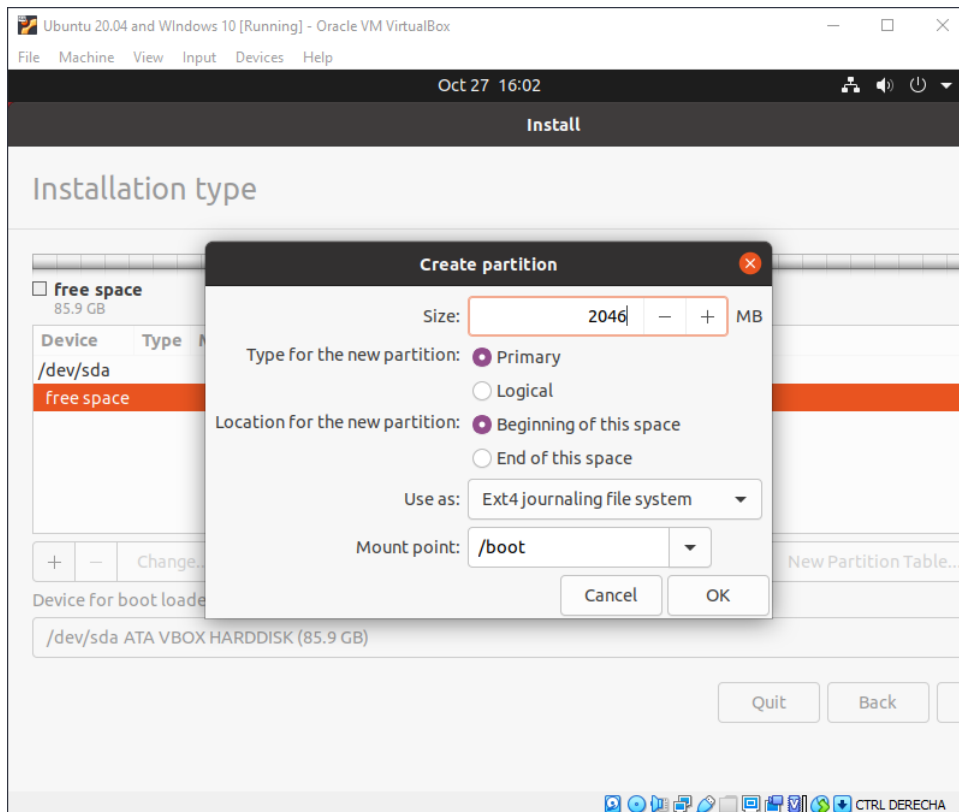 Ubuntu 20.04 and WIndows 10 [Running] - Oracle VM VirtualBox
File Machine View Input Devices Help
Oct 27 16:02
Install
Installation type
Create partition
free space
85.9 GB
Size: 2046 MB
Device Type
Type for the new partition: Primary
/dev/sda
Logical
free space
Location for the new partition: Beginning of this space
End of this space
Use as: Ext4 journaling file system
Mount point: /boot
+ - Change... New Partition Table...
Cancel OK
Device for boot loade
/dev/sda ATA VBOX HARDDISK (85.9 GB)
Quit Back
CTRL DERECHA